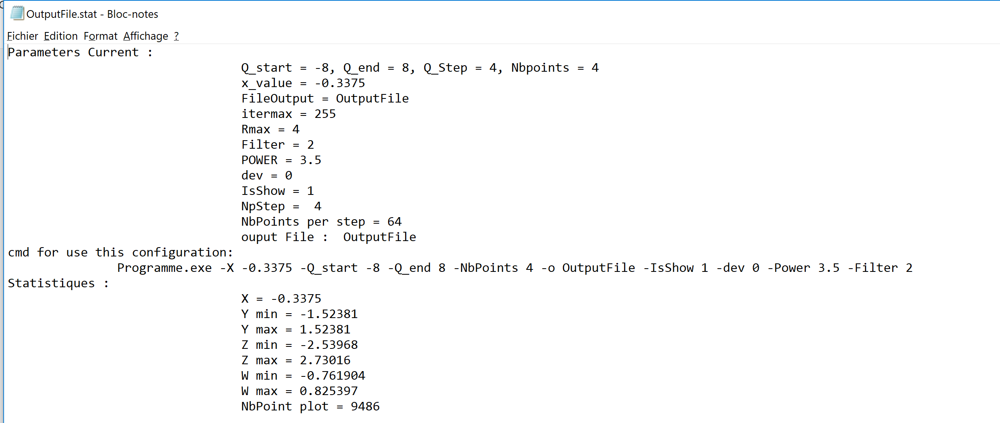 OutputFile.stat - Bloc-notes
Fichier Edition Format Affichage ?
Parameters Current :
Q_start = -8, Q_end = 8, Q_Step = 4, Nbpoints = 4
x_value = -0.3375
FileOutput = OutputFile
itermax = 255
Rmax = 4
Filter = 2
POWER = 3.5
dev = 0
IsShow = 1
NpStep =  4
NbPoints per step = 64
ouput File :  OutputFile
cmd for use this configuration:
Programme.exe -X -0.3375 -Q_start -8 -Q_end 8 -NbPoints 4 -o OutputFile -IsShow 1 -dev 0 -Power 3.5 -Filter 2
Statistiques :
X = -0.3375
Y min = -1.52381
Y max = 1.52381
Z min = -2.53968
Z max = 2.73016
W min = -0.761904
W max = 0.825397
NbPoint plot = 9486